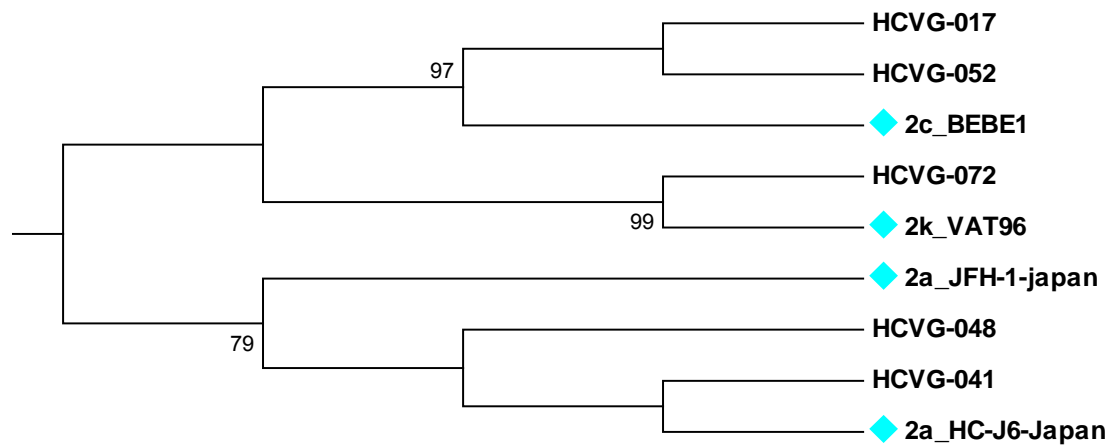 HCVG-017
97
HCVG-052
2c_BEBE1
HCVG-072
99
2k_VAT96
2a_JFH-1-japan
79
HCVG-048
HCVG-041
2a_HC-J6-Japan